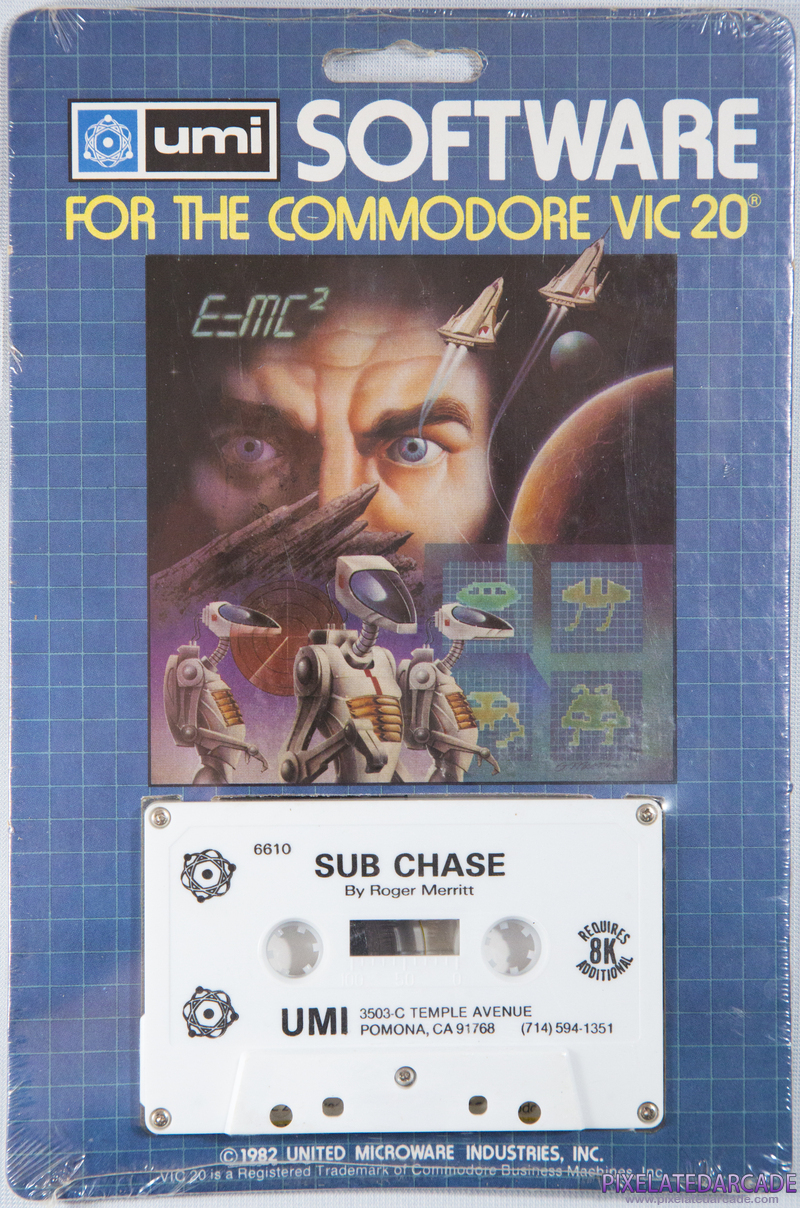 umi SOFTWARE
FOR THE COMMODORE VIC 20®
E=MC²
6610
SUB CHASE
By Roger Merritt
REQUIRES
8K
ADDITIONAL
UMI
3503-C TEMPLE AVENUE
POMONA, CA 91768 (714) 594-1351
©1982 UNITED MICROWARE INDUSTRIES, INC.
VIC 20 is a Registered Trademark of Commodore Business Machines, Inc.
PIXELATEDARCADE
www.pixelatedarcade.com